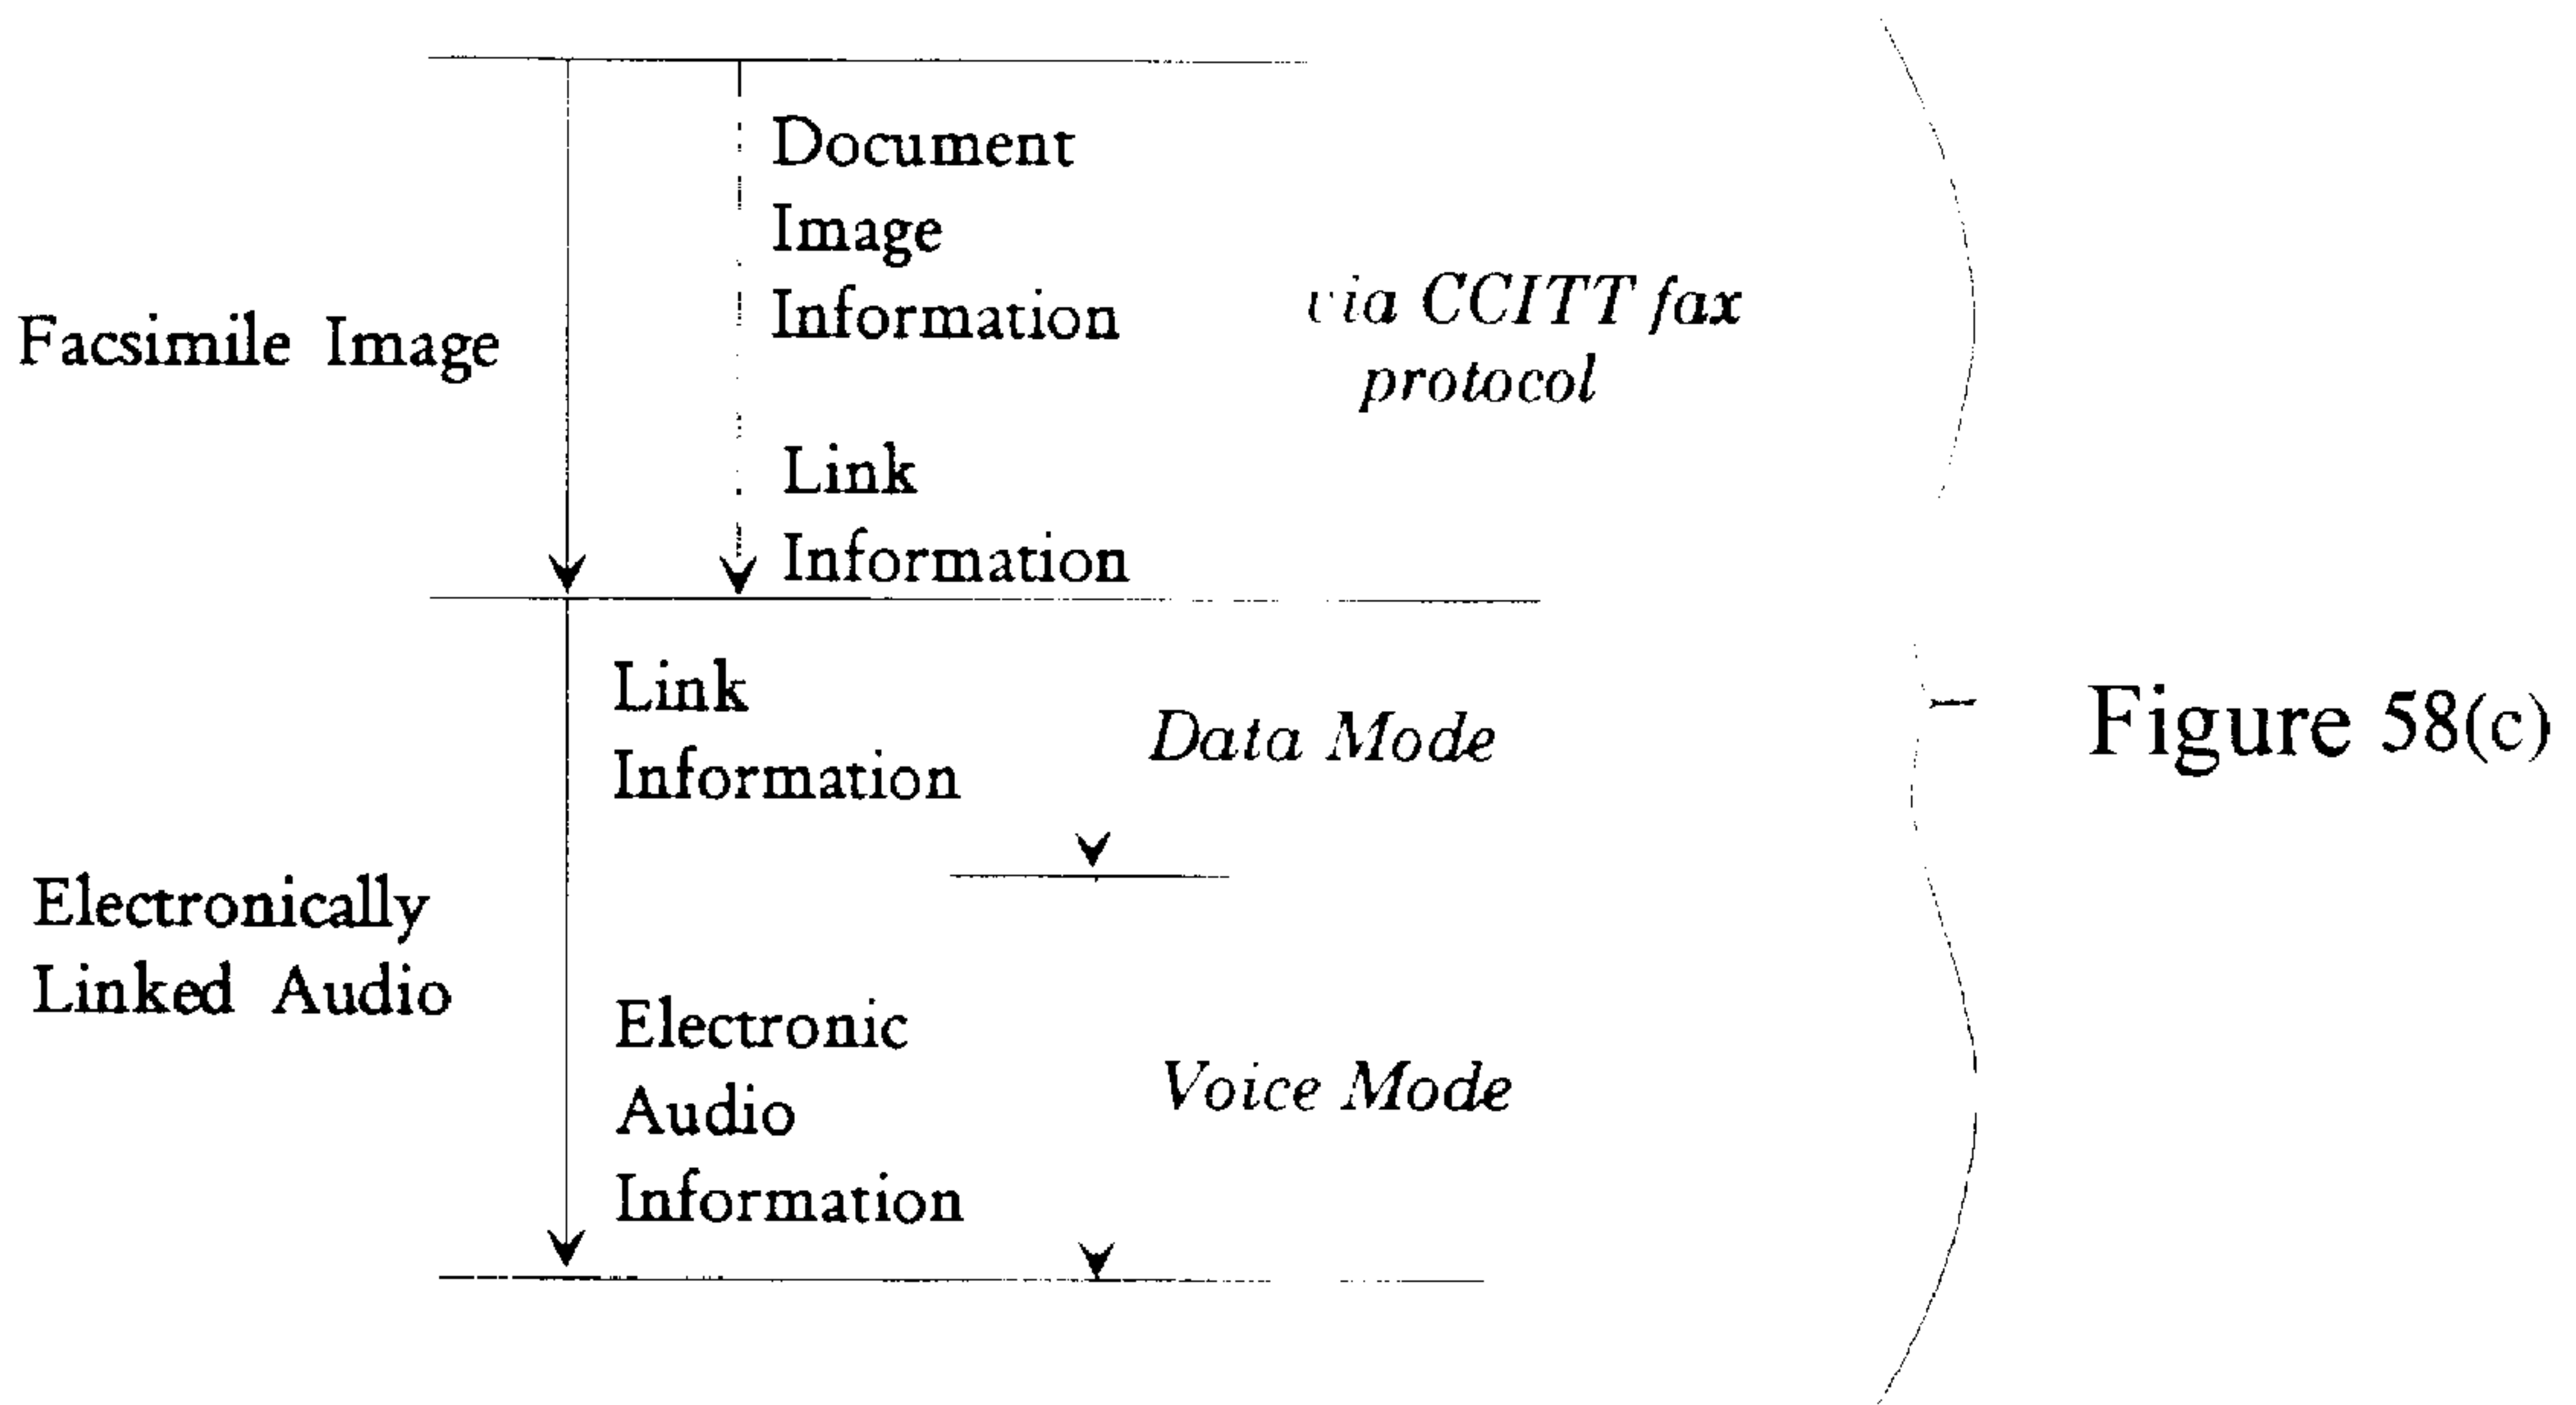 Document
Image
Information
Facsimile Image
via CCITT fax
protocol
Link
Information
Link
Information
Data Mode
Figure 58(c)
Electronically
Linked Audio
Electronic
Audio
Information
Voice Mode